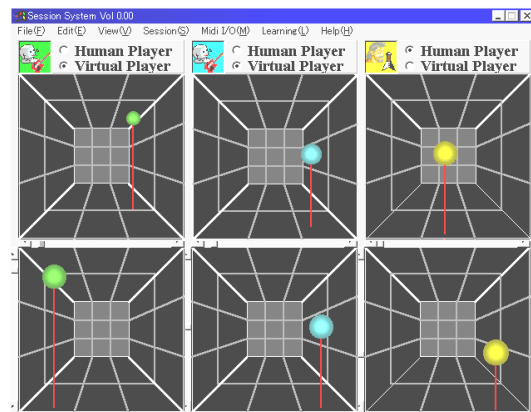 Session System Vol 0.00
File(F) Edit(E) View(V) Session(S) Midi I/O(M) Learning(L) Help(H)
Human Player Human Player Human Player
Virtual Player Virtual Player Virtual Player